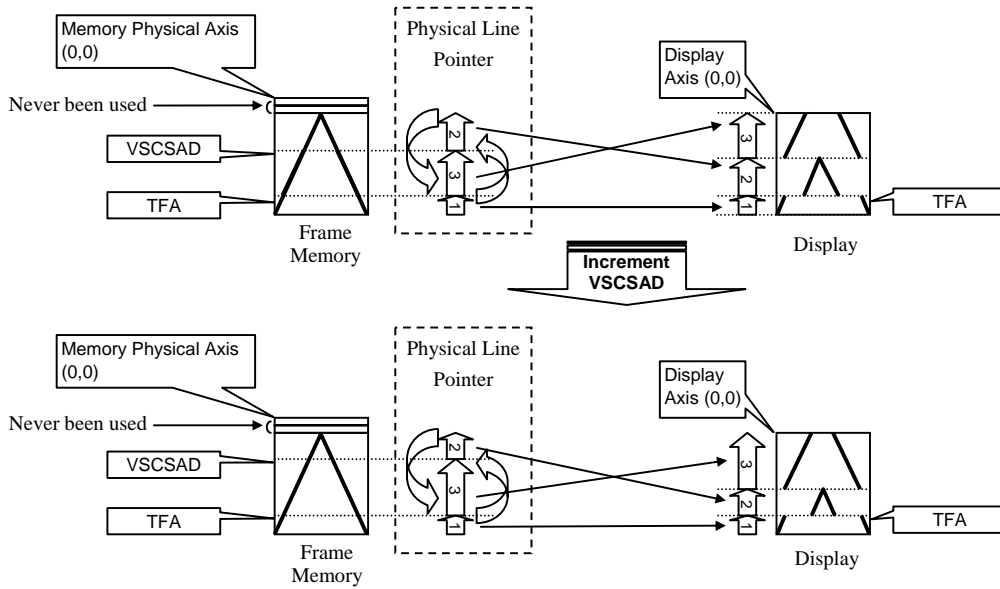 Memory Physical Axis
(0,0)
Physical Line
Pointer
Display
Axis (0,0)
Never been used
VSCSAD
TFA
2
3
1
3
2
1
TFA
Frame
Memory
Display
Increment
VSCSAD
Memory Physical Axis
(0,0)
Physical Line
Pointer
Display
Axis (0,0)
Never been used
VSCSAD
TFA
2
3
1
3
2
1
TFA
Frame
Memory
Display